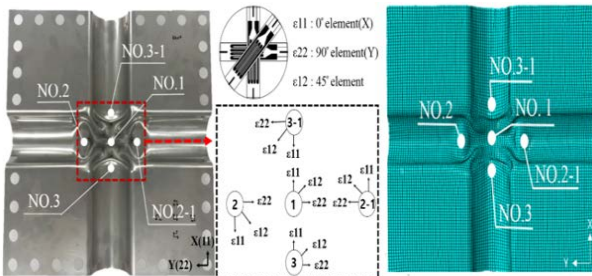 NO.3-1
NO.1
NO.2
NO.3
NO.2-1
X(11)
Y(22)
ε11 : 0° element(X)
ε22 : 90° element(Y)
ε12 : 45° element
ε22 3-1
ε12
ε11
ε11
ε12
1 ε22
2 ε22
ε12
ε11
ε11
ε12
ε22 2-1
ε11
ε12
3 ε22
NO.3-1
NO.2
NO. 1
NO.2-1
NO.3
X
Y